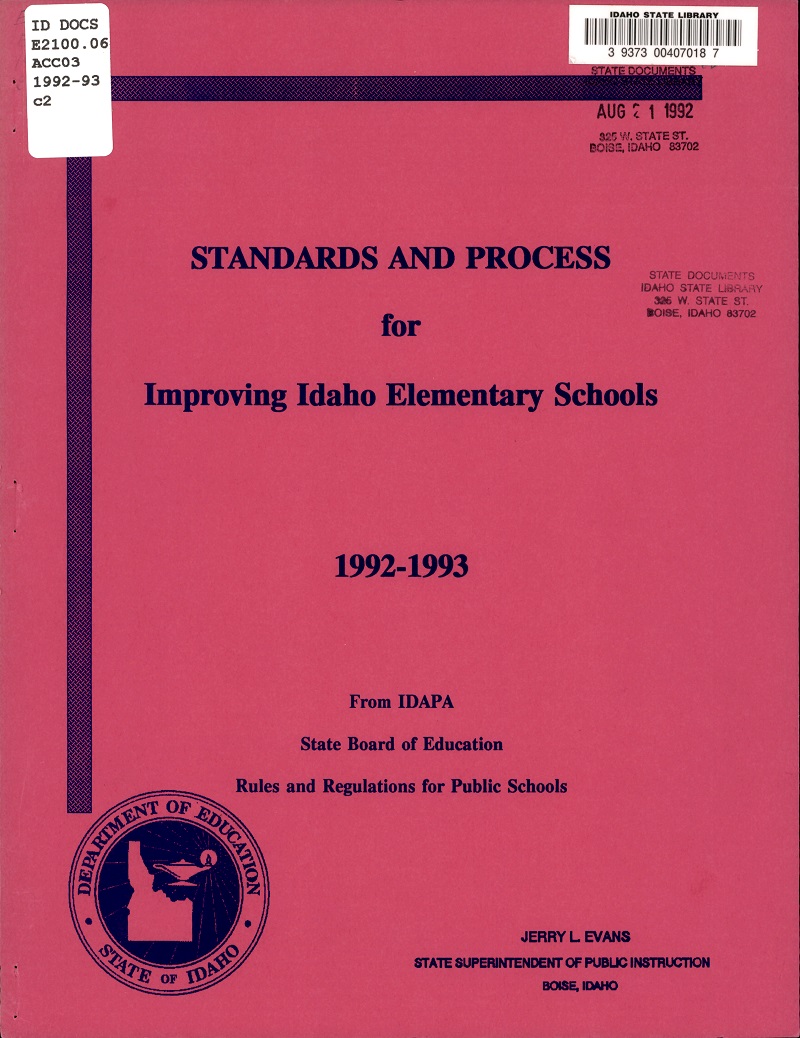 ID DOCS
E2100.06
ACC03
1992-93
c2
IDAHO STATE LIBRARY
3 9373 00407018 7
STATE DOCUMENTS
AUG 21 1992
325 W. STATE ST.
BOISE, IDAHO 83702
STANDARDS AND PROCESS
for
Improving Idaho Elementary Schools
STATE DOCUMENTS
IDAHO STATE LIBRARY
325 W. STATE ST.
BOISE, IDAHO 83702
1992-1993
From IDAPA
State Board of Education
Rules and Regulations for Public Schools
DEPARTMENT OF EDUCATION
STATE OF IDAHO
JERRY L. EVANS
STATE SUPERINTENDENT OF PUBLIC INSTRUCTION
BOISE, IDAHO